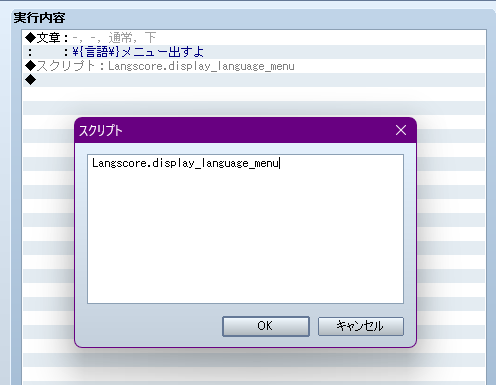 実行内容
◆文章：-, -, 通常, 下
：　　：¥{言語¥}メニュー出すよ
◆スクリプト：Langscore.display_language_menu
◆
スクリプト
Langscore.display_language_menu
OK
キャンセル